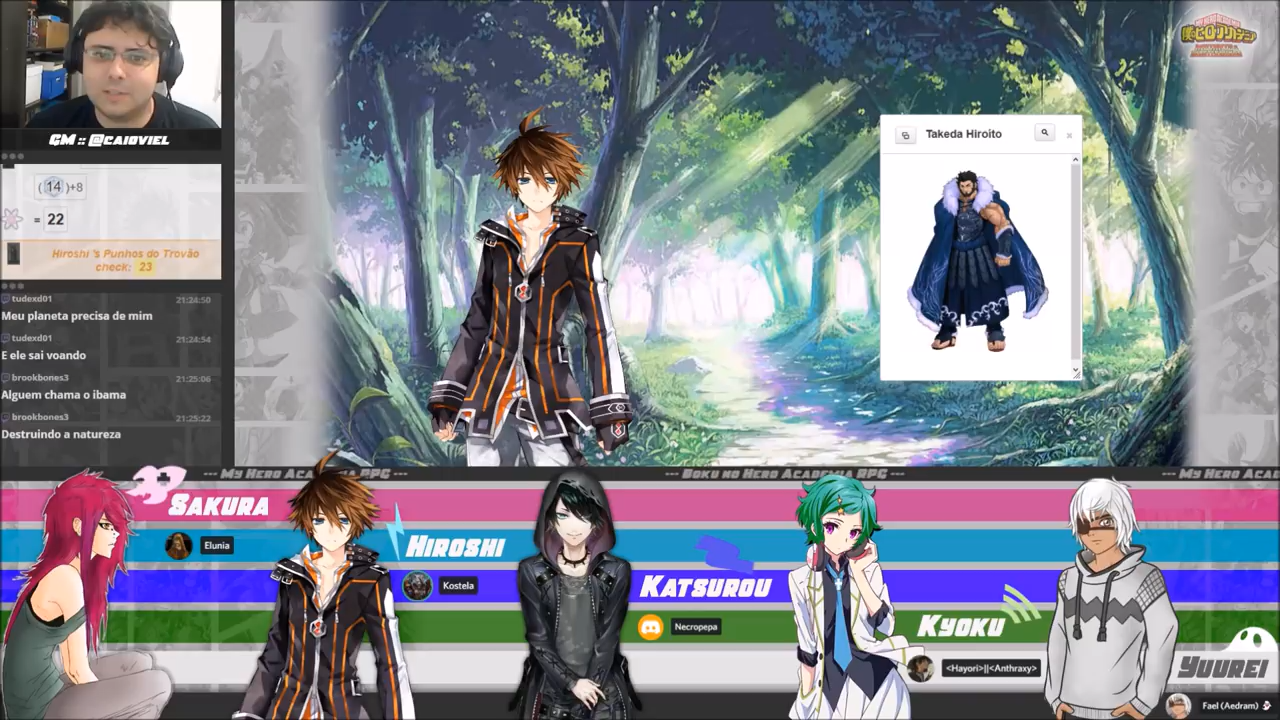 GM :: @CAIOVIEL
(14)+8
= 22
Hiroshi 's Punhos do Trovão
check: 23
tudexd01 21:24:50
Meu planeta precisa de mim
tudexd01 21:24:54
E ele sai voando
brookbones3 21:25:06
Alguem chama o ibama
brookbones3 21:25:22
Destruindo a natureza
Takeda Hiroito
--- My Hero Academia RPG --- --- Boku no Hero Academia RPG --- --- My Hero Aca
Sakura
Elunia
Hiroshi
Kostela
Katsurou
Necropepa
Kyoku
<Hayori>||<Anthraxy>
Yuurei
Fael (Aedram)